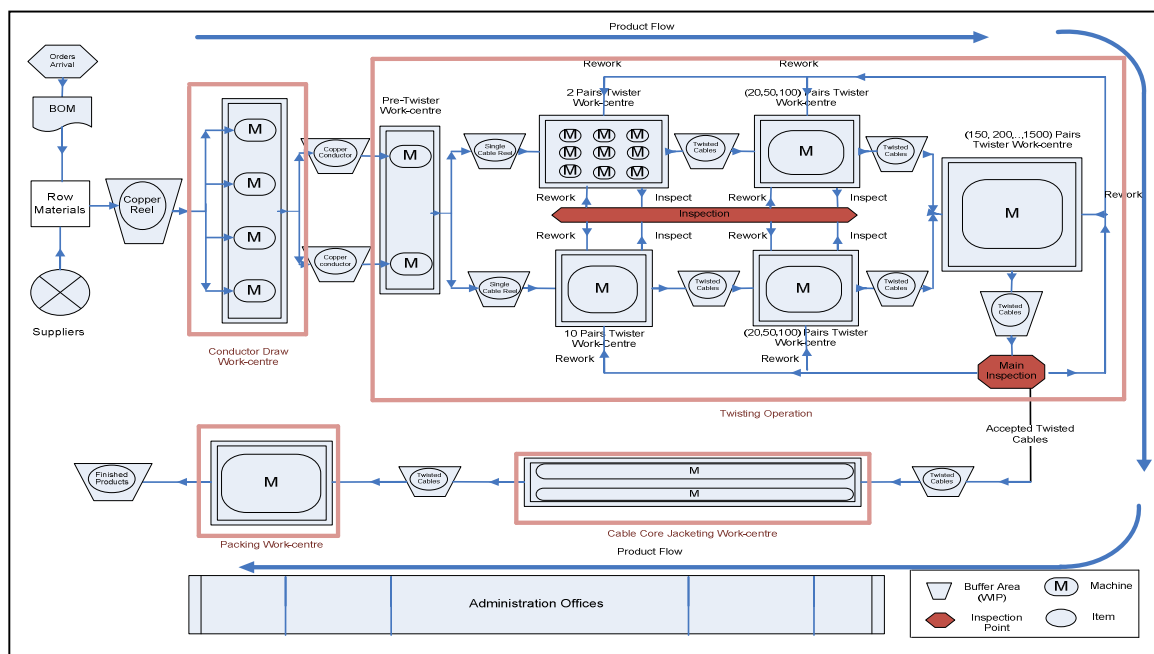 Product Flow
Orders
Arrival
BOM
Row
Materials
Suppliers
Copper
Reel
M
M
M
M
Conductor Draw
Work-centre
Copper
Conductor
Copper
conductor
Pre-Twister
Work-centre
M
M
Single
Cable Reel
Single
Cable Reel
Rework
2 Pairs Twister
Work-centre
M M M
M M M
M M M
Twisted
Cables
Rework
(20,50,100) Pairs Twister
Work-centre
M
Twisted
Cables
(150, 200,..,1500) Pairs
Twister Work-centre
M
Rework
Rework
Inspect
Rework
Inspect
Inspection
Rework
Inspect
Rework
Inspect
M
10 Pairs Twister
Work-Centre
Rework
Twisted
Cables
M
(20,50,100) Pairs Twister
Work-Centre
Rework
Twisted
Cables
Twisted
Cables
Main
Inspection
Twisting Operation
Accepted Twisted
Cables
Finished
Products
M
Packing Work-centre
Twisted
Cables
M
M
Cable Core Jacketing Work-centre
Twisted
Cables
Product Flow
Administration Offices
Buffer Area
(WIP)
M
Machine
Inspection
Point
Item